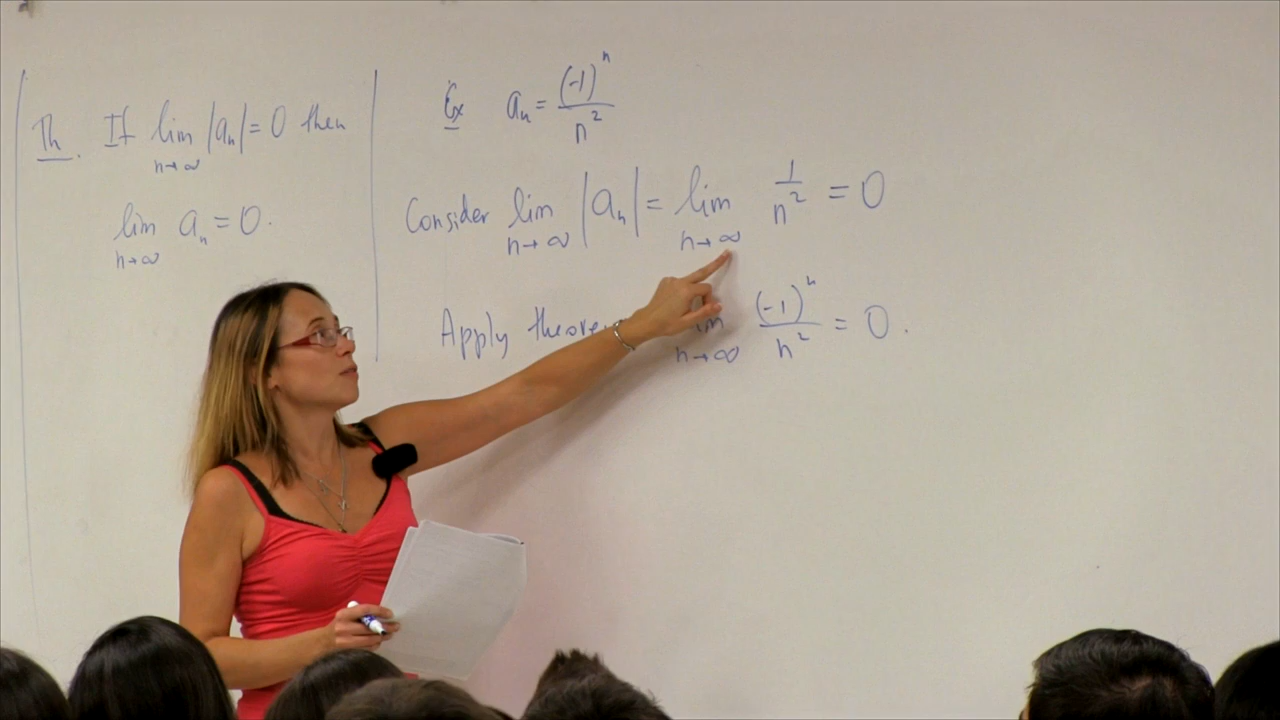 Th. If lim n→∞ |aₙ| = 0 then
lim n→∞ aₙ = 0.
Ex aₙ = (-1)ⁿ / n²
Consider lim n→∞ |aₙ| = lim n→∞ 1 / n² = 0
Apply theorem lim n→∞ (-1)ⁿ / n² = 0.